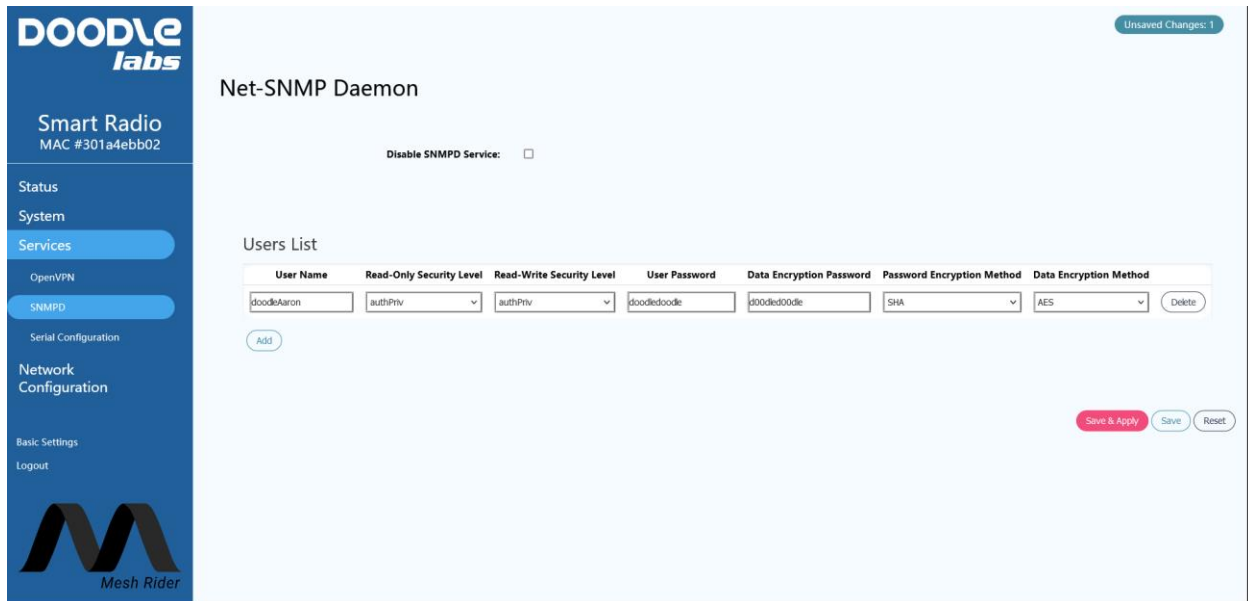 DOODLe
labs
Unsaved Changes: 1
Net-SNMP Daemon
Smart Radio
MAC #301a4ebb02
Disable SNMPD Service:
Status
System
Services
OpenVPN
SNMPD
Serial Configuration
Network
Configuration
Basic Settings
Logout
Mesh Rider
Users List
User Name Read-Only Security Level Read-Write Security Level User Password Data Encryption Password Password Encryption Method Data Encryption Method
doodleAaron authPriv authPriv doodledoodle d00dled00dle SHA AES Delete
Add
Save & Apply Save Reset